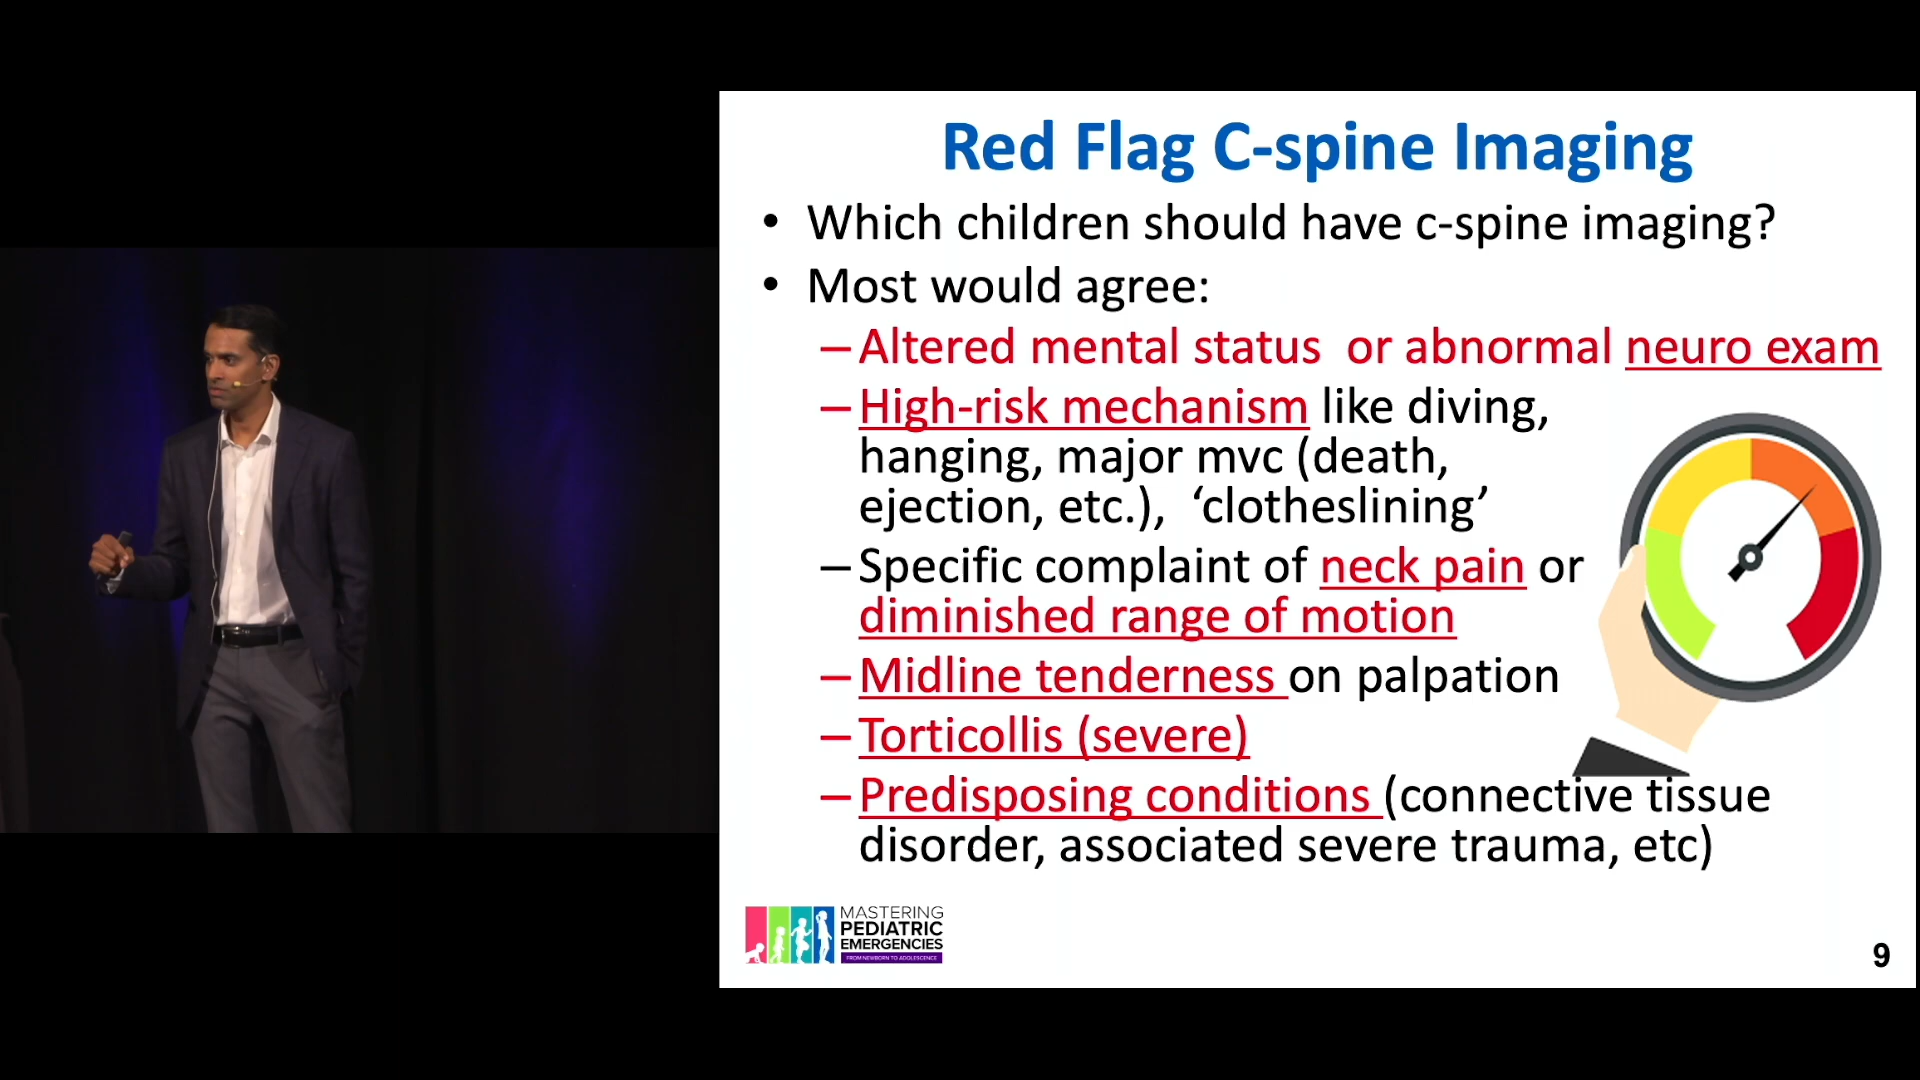 Red Flag C-spine Imaging
• Which children should have c-spine imaging?
• Most would agree:
–Altered mental status  or abnormal neuro exam
–High-risk mechanism like diving,
hanging, major mvc (death,
ejection, etc.),  ‘clotheslining’
–Specific complaint of neck pain or
diminished range of motion
–Midline tenderness on palpation
–Torticollis (severe)
–Predisposing conditions (connective tissue
disorder, associated severe trauma, etc)
MASTERING
PEDIATRIC
EMERGENCIES
FROM NEWBORN TO ADOLESCENCE
9